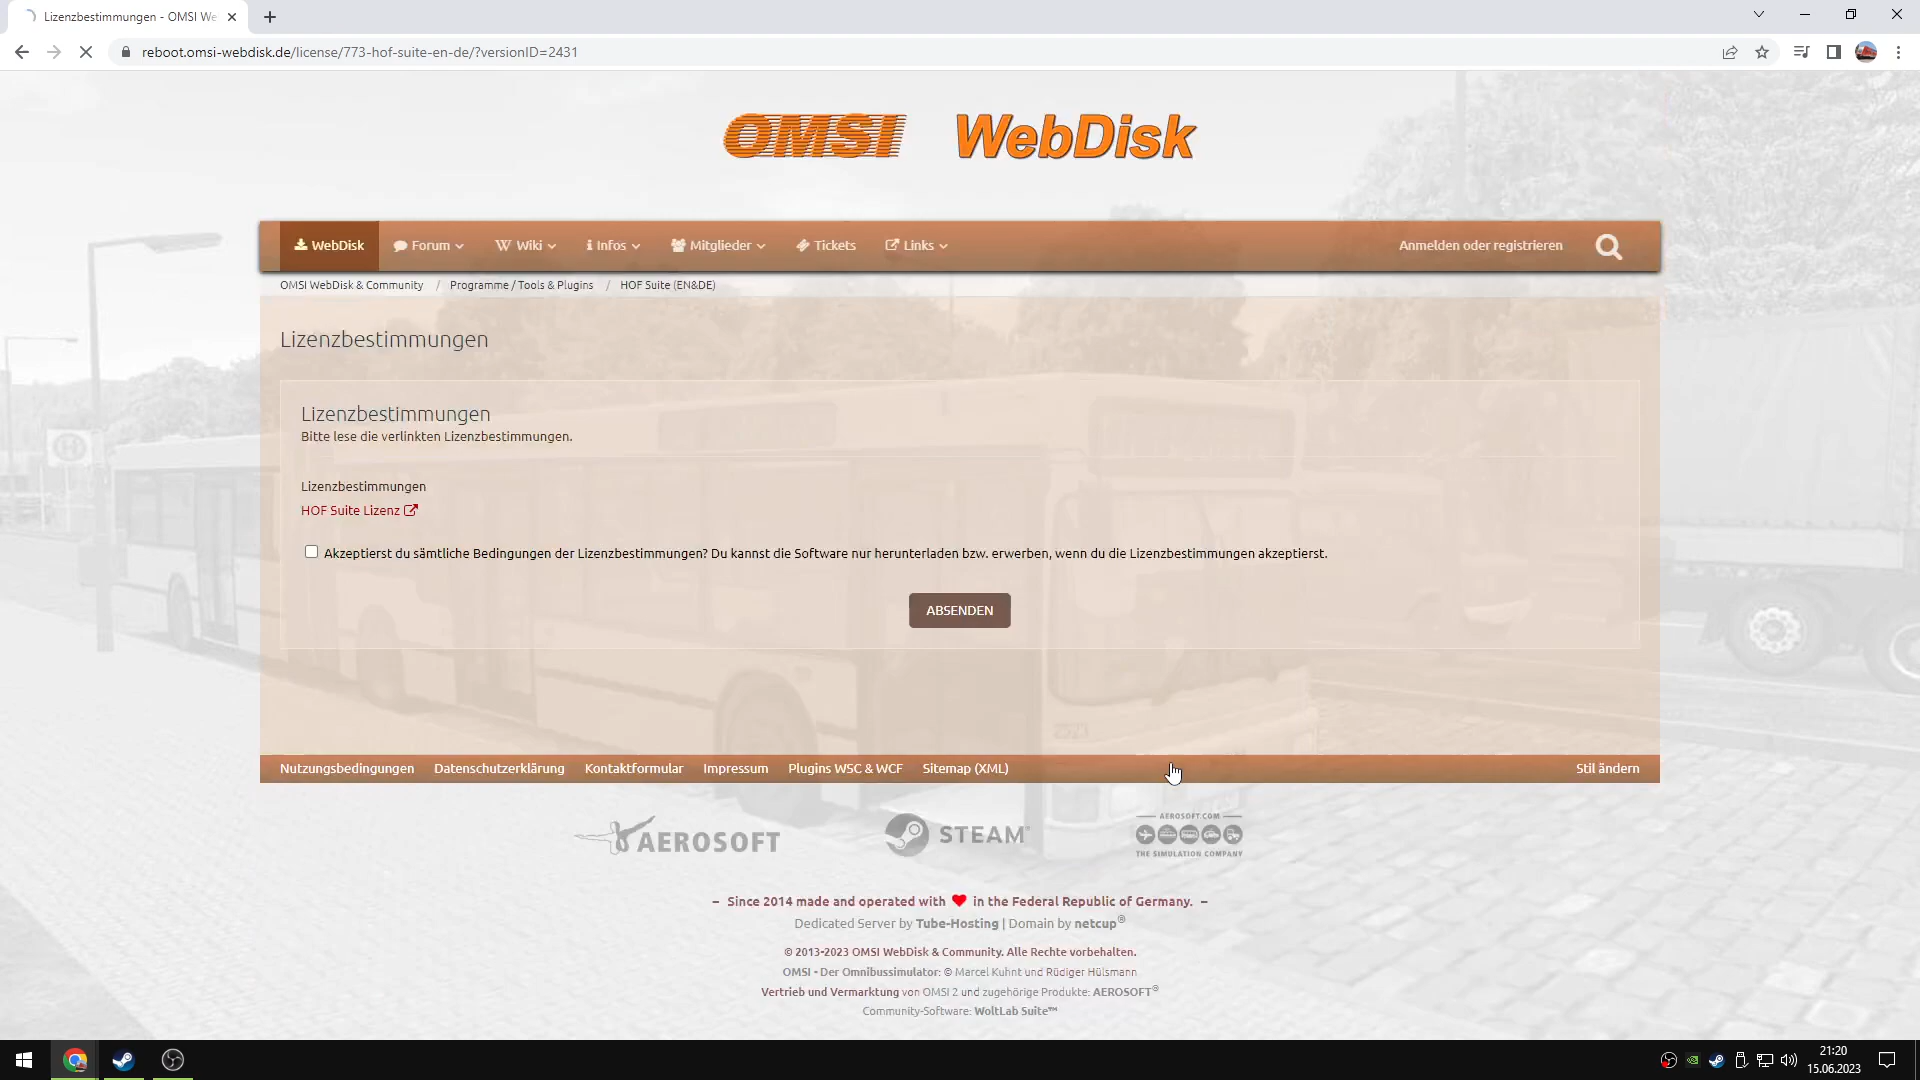 Lizenzbestimmungen - OMSI We
reboot.omsi-webdisk.de/license/773-hof-suite-en-de/?versionID=2431
OMSI WebDisk
WebDisk Forum Wiki Infos Mitglieder Tickets Links Anmelden oder registrieren
OMSI WebDisk & Community / Programme / Tools & Plugins / HOF Suite (EN&DE)
Lizenzbestimmungen
Lizenzbestimmungen
Bitte lese die verlinkten Lizenzbestimmungen.
Lizenzbestimmungen
HOF Suite Lizenz
Akzeptierst du sämtliche Bedingungen der Lizenzbestimmungen? Du kannst die Software nur herunterladen bzw. erwerben, wenn du die Lizenzbestimmungen akzeptierst.
ABSENDEN
Nutzungsbedingungen Datenschutzerklärung Kontaktformular Impressum Plugins WSC & WCF Sitemap (XML) Stil ändern
AEROSOFT STEAM AEROSOFT.COM
THE SIMULATION COMPANY
– Since 2014 made and operated with ❤ in the Federal Republic of Germany. –
Dedicated Server by Tube-Hosting | Domain by netcup®
© 2013-2023 OMSI WebDisk & Community. Alle Rechte vorbehalten.
OMSI - Der Omnibussimulator: © Marcel Kuhnt und Rüdiger Hülsmann
Vertrieb und Vermarktung von OMSI 2 und zugehörige Produkte: AEROSOFT®
Community-Software: WoltLab Suite™
21:20
15.06.2023